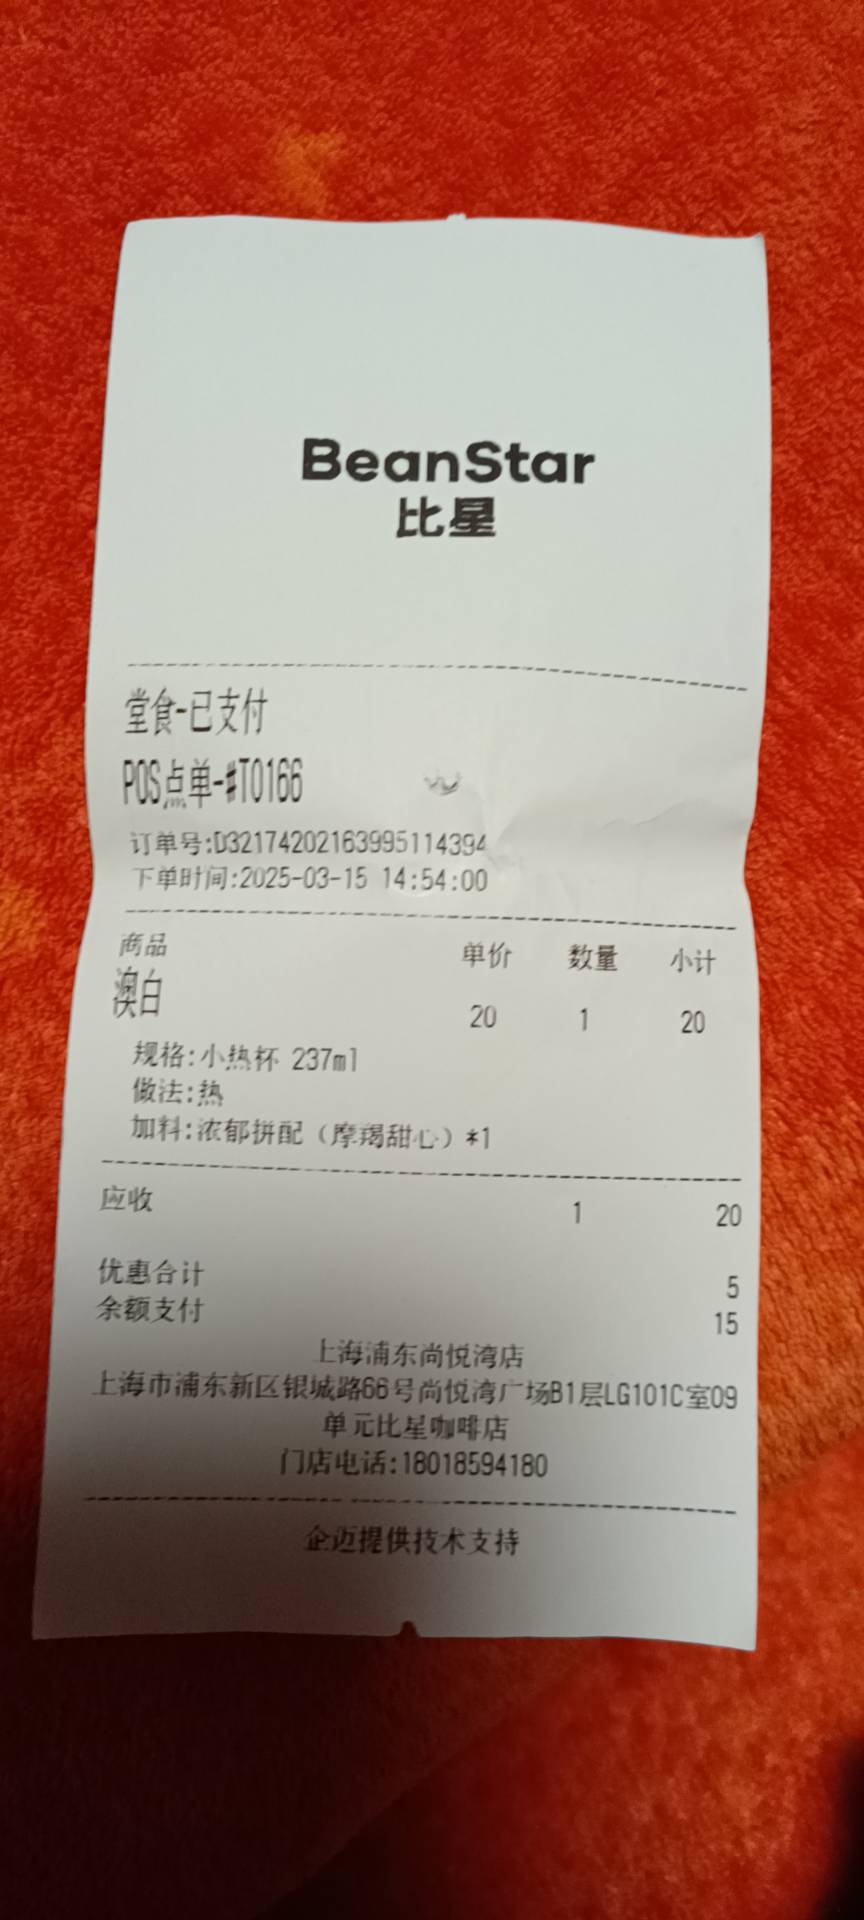 BeanStar
比星
堂食-已支付
POS点单-#T0166
订单号:D32174202163995114394
下单时间:2025-03-15 14:54:00
商品 单价 数量 小计
澳白 20 1 20
规格:小热杯 237ml
做法:热
加料:浓郁拼配（摩羯甜心）*1
应收 1 20
优惠合计 5
余额支付 15
上海浦东尚悦湾店
上海市浦东新区银城路66号尚悦湾广场B1层LG101C室09
单元比星咖啡店
门店电话:18018594180
企迈提供技术支持